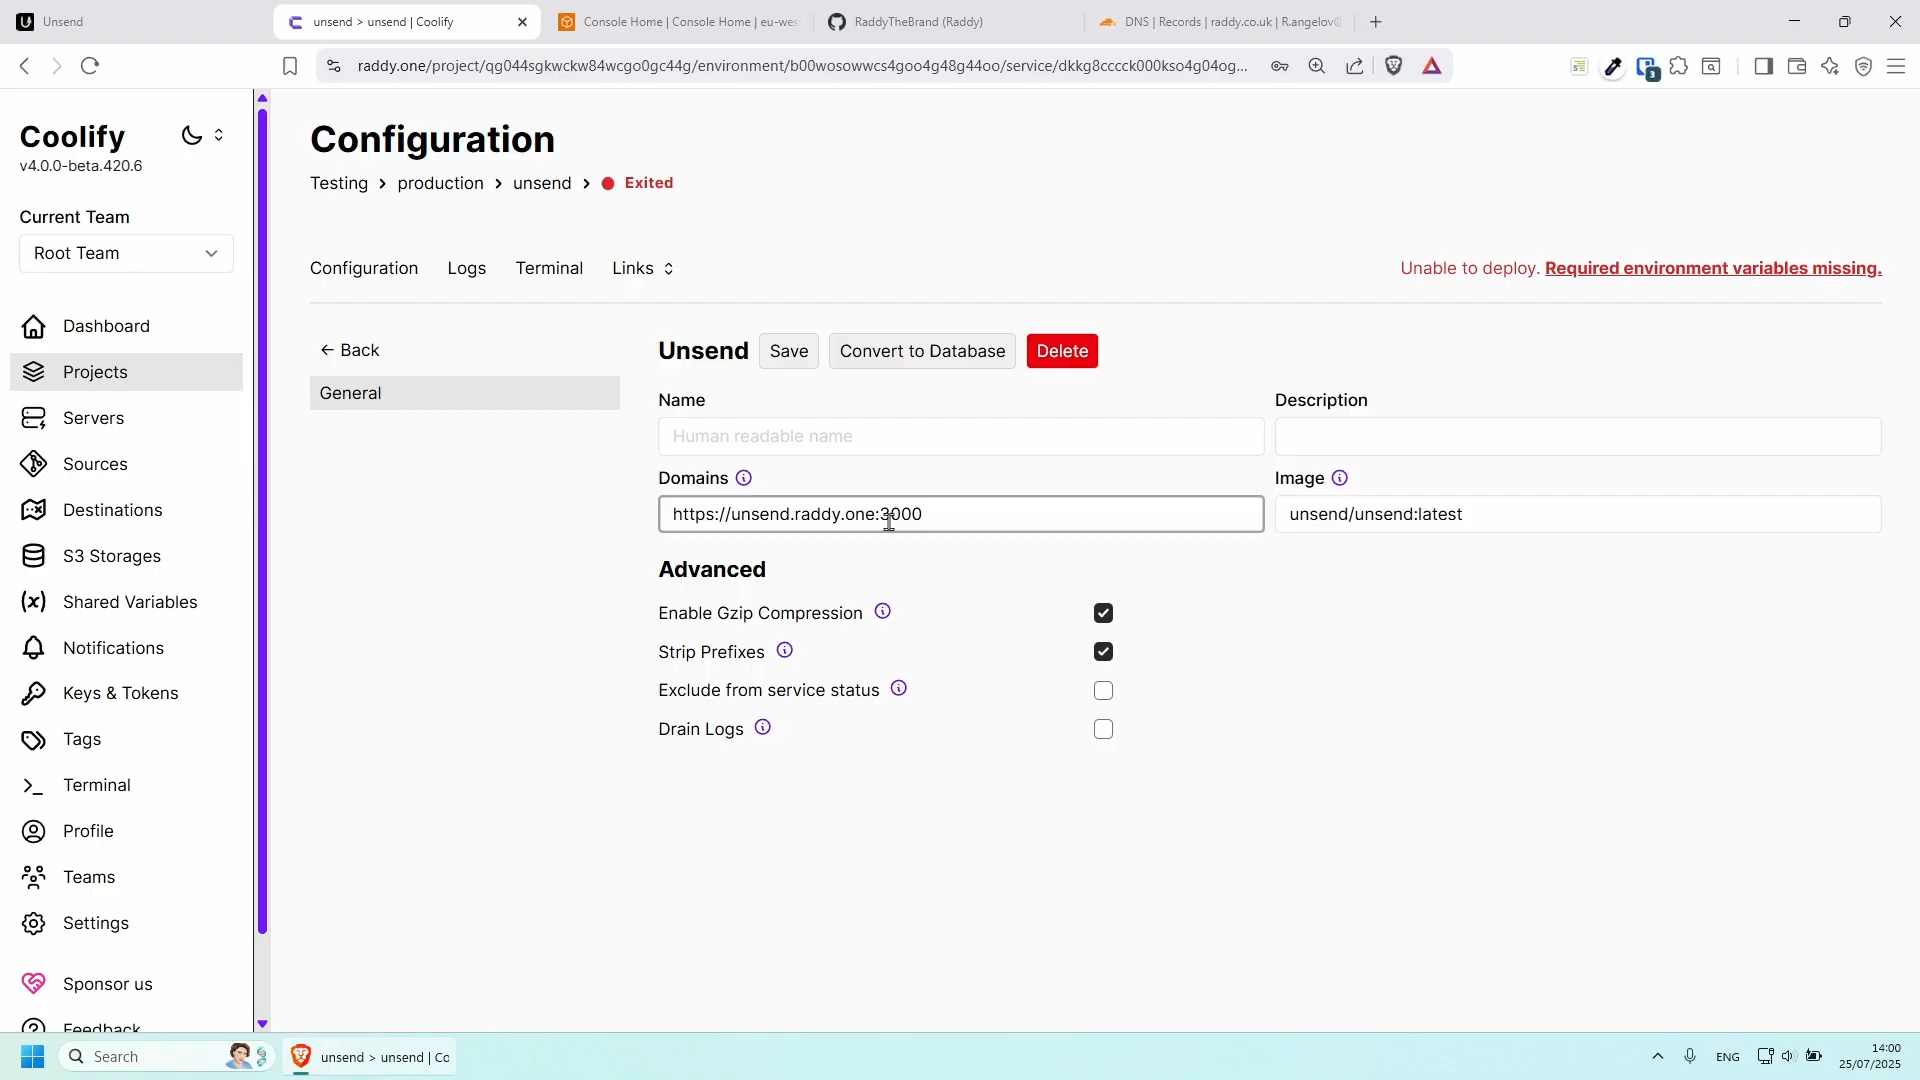 Unsend
unsend > unsend | Coolify
Console Home | Console Home | eu-wes
RaddyTheBrand (Raddy)
DNS | Records | raddy.co.uk | R.angelov@
raddy.one/project/qg044sgkwckw84wcgo0gc44g/environment/b00wosowwcs4goo4g48g44oo/service/dkkg8cccck000kso4g04og...
3
Coolify
v4.0.0-beta.420.6
Current Team
Root Team
Dashboard
Projects
Servers
Sources
Destinations
S3 Storages
Shared Variables
Notifications
Keys & Tokens
Tags
Terminal
Profile
Teams
Settings
Sponsor us
Feedback
Configuration
Testing > production > unsend > Exited
Configuration Logs Terminal Links
Unable to deploy. Required environment variables missing.
← Back
General
Unsend Save Convert to Database Delete
Name
Human readable name
Description
Domains
https://unsend.raddy.one:3000
Image
unsend/unsend:latest
Advanced
Enable Gzip Compression
Strip Prefixes
Exclude from service status
Drain Logs
Search
unsend > unsend | Co
ENG
14:00
25/07/2025